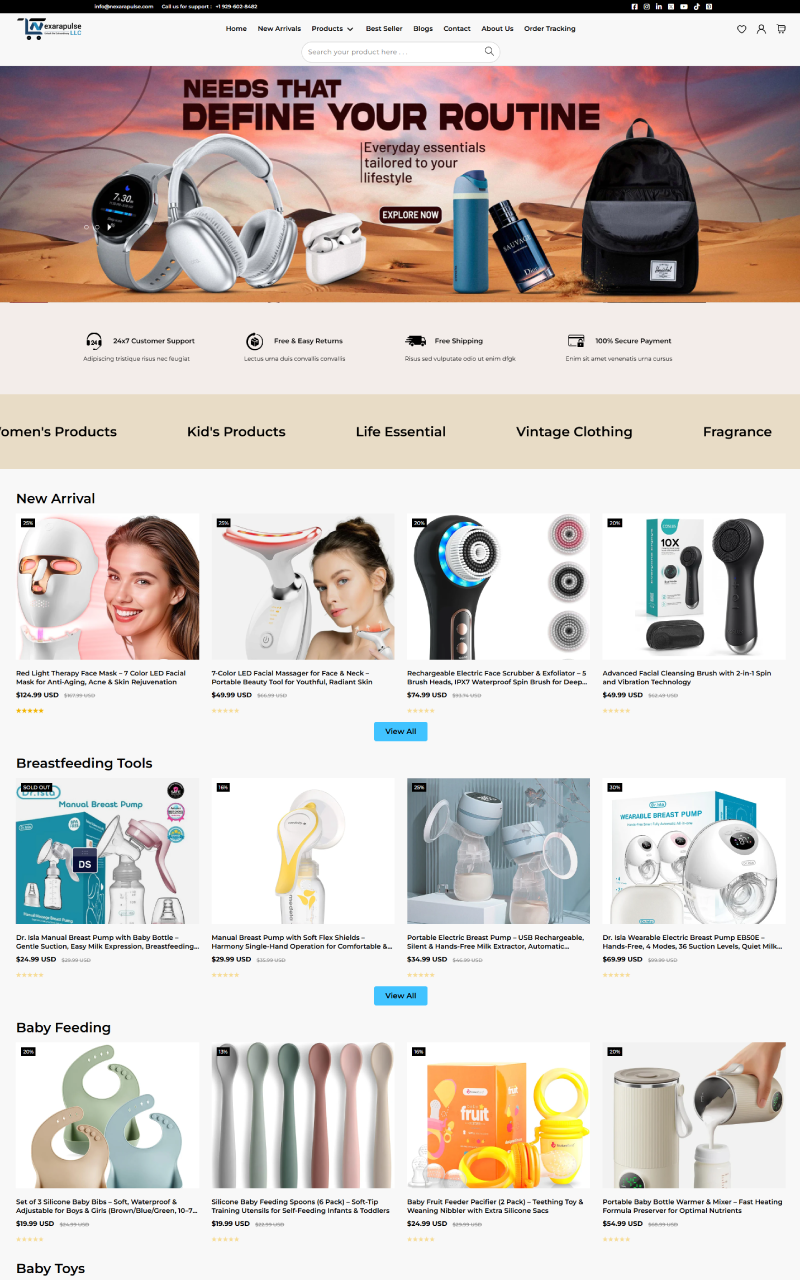 info@nexarapulse.com Call us for support : +1 929-602-8482
Nexarapulse
LLC
Home New Arrivals Products Best Seller Blogs Contact About Us Order Tracking
Search your product here . . .
NEEDS THAT
DEFINE YOUR ROUTINE
Everyday essentials
tailored to your
lifestyle
EXPLORE NOW
7:30
SAUVAGE
Dior
Herschel
24x7 Customer Support
Adipiscing tristique risus nec feugiat
Free & Easy Returns
Lectus urna duis convallis convallis
Free Shipping
Risus sed vulputate odio ut enim dfgk
100% Secure Payment
Enim sit amet venenatis urna cursus
omen's Products Kid's Products Life Essential Vintage Clothing Fragrance
New Arrival
25% 25% 20% 20%
10X
Red Light Therapy Face Mask – 7 Color LED Facial
Mask for Anti-Aging, Acne & Skin Rejuvenation
$124.99 USD $167.99 USD
7-Color LED Facial Massager for Face & Neck –
Portable Beauty Tool for Youthful, Radiant Skin
$49.99 USD $66.99 USD
Rechargeable Electric Face Scrubber & Exfoliator – 5
Brush Heads, IPX7 Waterproof Spin Brush for Deep...
$74.99 USD
Advanced Facial Cleansing Brush with 2-in-1 Spin
and Vibration Technology
$49.99 USD $62.49 USD
View All
Breastfeeding Tools
SOLD OUT 16% 25% 30%
Dr.Isla
Manual Breast Pump
DS
medela
Dr.Isla
WEARABLE BREAST PUMP
Dr. Isla Manual Breast Pump with Baby Bottle –
Gentle Suction, Easy Milk Expression, Breastfeeding...
$24.99 USD $29.99 USD
Manual Breast Pump with Soft Flex Shields –
Harmony Single-Hand Operation for Comfortable &...
$29.99 USD $35.99 USD
Portable Electric Breast Pump – USB Rechargeable,
Silent & Hands-Free Milk Extractor, Automatic...
$34.99 USD $46.99 USD
Dr. Isla Wearable Electric Breast Pump EB50E –
Hands-Free, 4 Modes, 36 Suction Levels, Quiet Milk...
$69.99 USD $99.99 USD
View All
Baby Feeding
20% 13% 16% 20%
fruit
Set of 3 Silicone Baby Bibs – Soft, Waterproof &
Adjustable for Boys & Girls (Brown/Blue/Green, 10–7...
$19.99 USD $24.99 USD
Silicone Baby Feeding Spoons (6 Pack) – Soft-Tip
Training Utensils for Self-Feeding Infants & Toddlers
$19.99 USD $22.99 USD
Baby Fruit Feeder Pacifier (2 Pack) – Teething Toy &
Weaning Nibbler with Extra Silicone Sacs
$24.99 USD $29.99 USD
Portable Baby Bottle Warmer & Mixer – Fast Heating
Formula Preserver for Optimal Nutrients
$54.99 USD $68.99 USD
Baby Toys